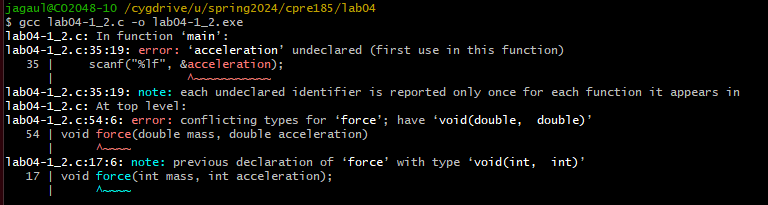 jagaul@CO2048-10 /cygdrive/u/spring2024/cpre185/lab04
$ gcc lab04-1_2.c -o lab04-1_2.exe
lab04-1_2.c: In function ‘main’:
lab04-1_2.c:35:19: error: ‘acceleration’ undeclared (first use in this function)
   35 |     scanf("%lf", &acceleration);
      |                   ^~~~~~~~~~~~
lab04-1_2.c:35:19: note: each undeclared identifier is reported only once for each function it appears in
lab04-1_2.c: At top level:
lab04-1_2.c:54:6: error: conflicting types for ‘force’; have ‘void(double,  double)’
   54 | void force(double mass, double acceleration)
      |      ^~~~~
lab04-1_2.c:17:6: note: previous declaration of ‘force’ with type ‘void(int,  int)’
   17 | void force(int mass, int acceleration);
      |      ^~~~~